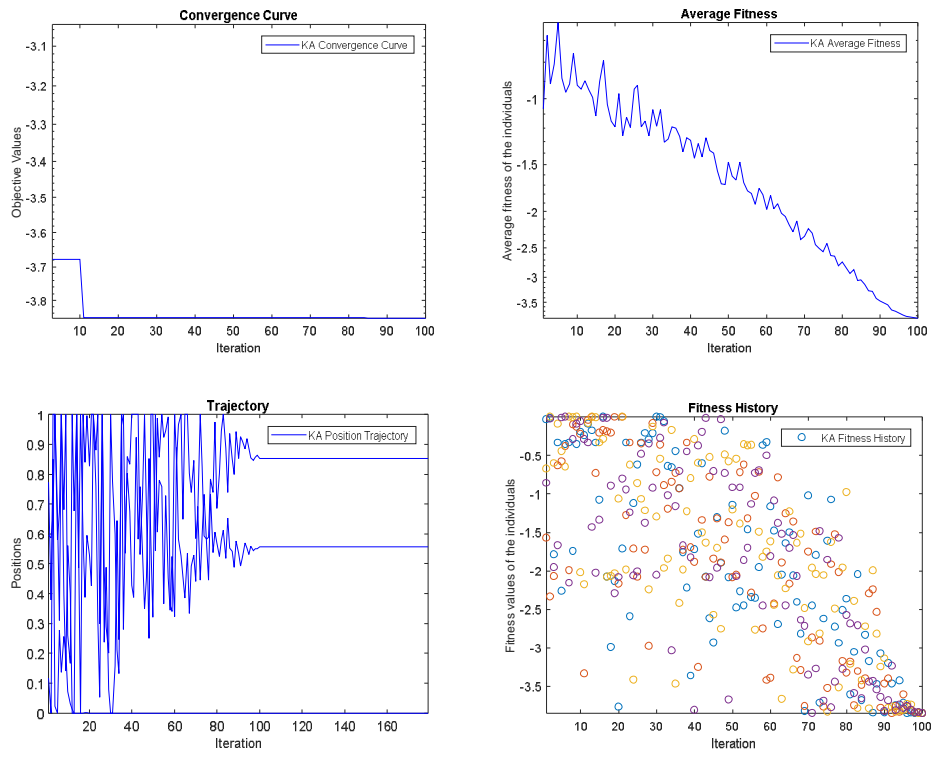 Convergence Curve
KA Convergence Curve
-3.1
-3.2
-3.3
-3.4
-3.5
-3.6
-3.7
-3.8
Objective Values
10 20 30 40 50 60 70 80 90 100
Iteration
Average Fitness
KA Average Fitness
-1
-1.5
-2
-2.5
-3
-3.5
Average fitness of the individuals
10 20 30 40 50 60 70 80 90 100
Iteration
Trajectory
KA Position Trajectory
1
0.9
0.8
0.7
0.6
0.5
0.4
0.3
0.2
0.1
0
Positions
20 40 60 80 100 120 140 160
Iteration
Fitness History
KA Fitness History
-0.5
-1
-1.5
-2
-2.5
-3
-3.5
Fitness values of the individuals
10 20 30 40 50 60 70 80 90 100
Iteration